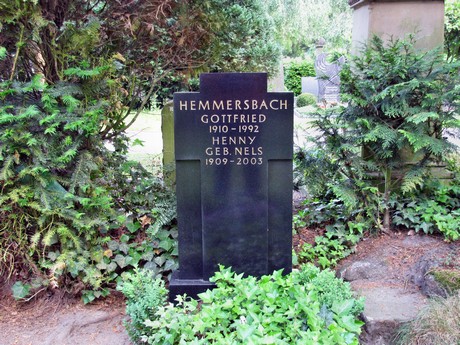 HEMMERSBACH
GOTTFRIED
1910-1992
HENNY
GEB. NELS
1909-2003